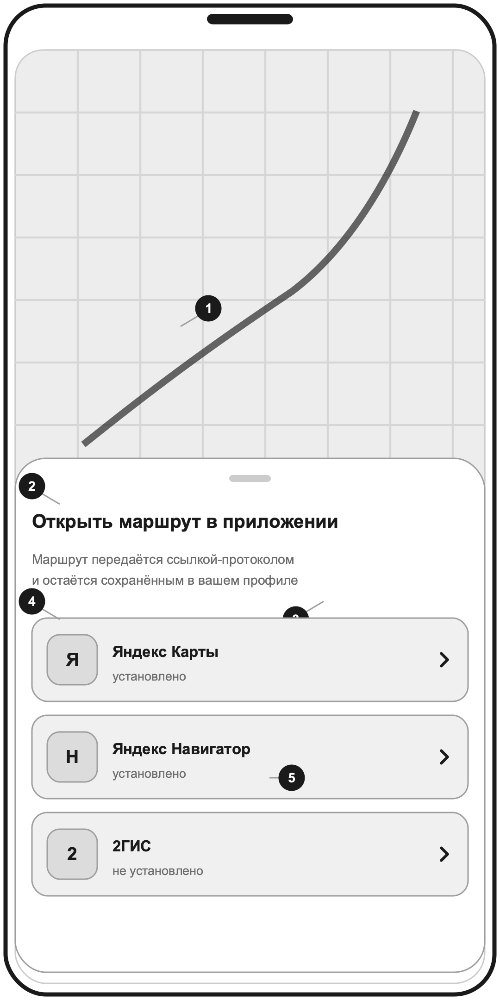 1
2
Открыть маршрут в приложении
Маршрут передаётся ссылкой-протоколом
и остаётся сохранённым в вашем профиле
4
Я
Яндекс Карты
установлено
Н
Яндекс Навигатор
установлено
5
2
2ГИС
не установлено